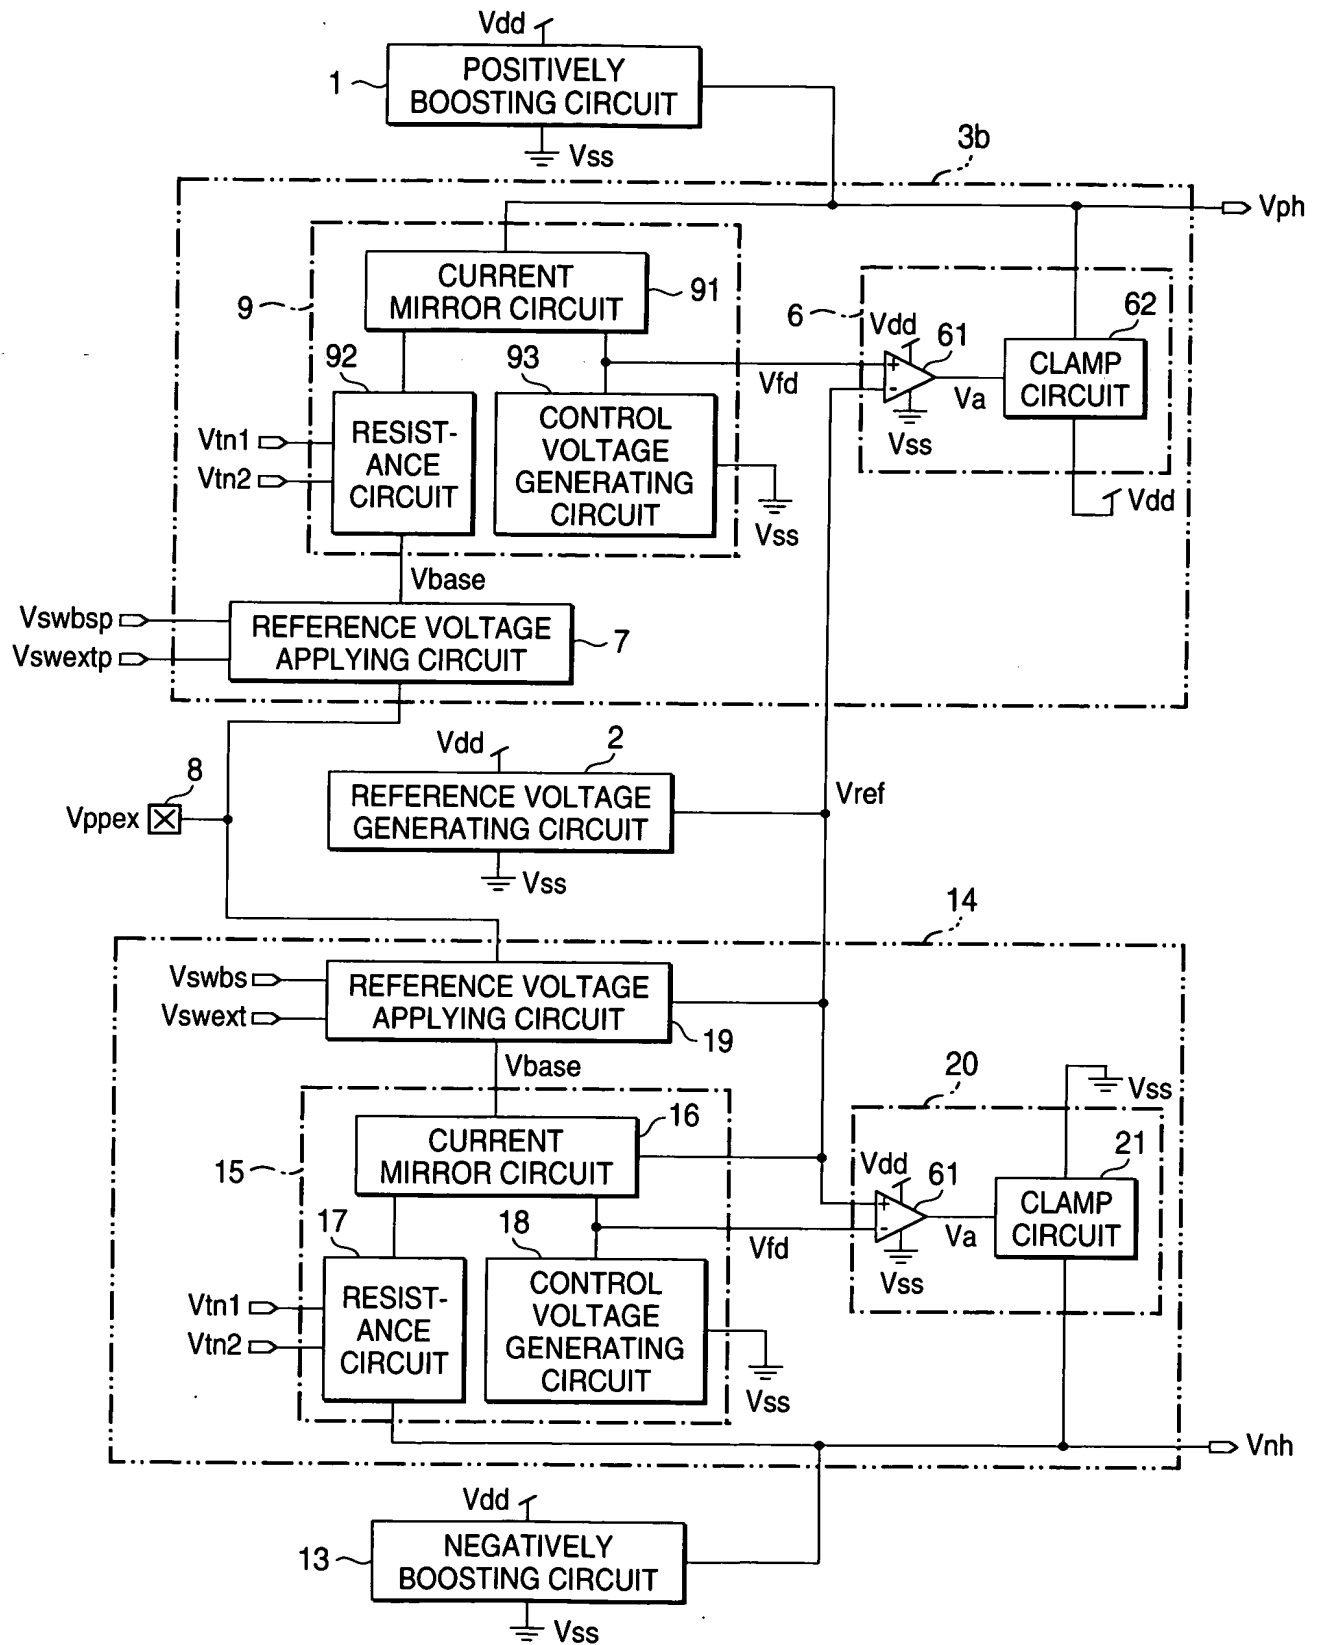 Vdd
1
POSITIVELY
BOOSTING CIRCUIT
Vss
3b
Vph
9
CURRENT
MIRROR CIRCUIT
91
6
Vdd
61
62
CLAMP
CIRCUIT
92
93
Vfd
+
-
Va
Vss
Vdd
Vtn1
Vtn2
RESIST-
ANCE
CIRCUIT
CONTROL
VOLTAGE
GENERATING
CIRCUIT
Vss
Vbase
Vswbsp
Vswextp
REFERENCE VOLTAGE
APPLYING CIRCUIT
7
Vdd
2
8
Vppex
REFERENCE VOLTAGE
GENERATING CIRCUIT
Vref
Vss
14
Vswbs
Vswext
REFERENCE VOLTAGE
APPLYING CIRCUIT
19
Vbase
20
Vss
15
CURRENT
MIRROR CIRCUIT
16
Vdd
61
21
CLAMP
CIRCUIT
17
18
Vfd
+
-
Va
Vss
Vtn1
Vtn2
RESIST-
ANCE
CIRCUIT
CONTROL
VOLTAGE
GENERATING
CIRCUIT
Vss
Vnh
Vdd
13
NEGATIVELY
BOOSTING CIRCUIT
Vss